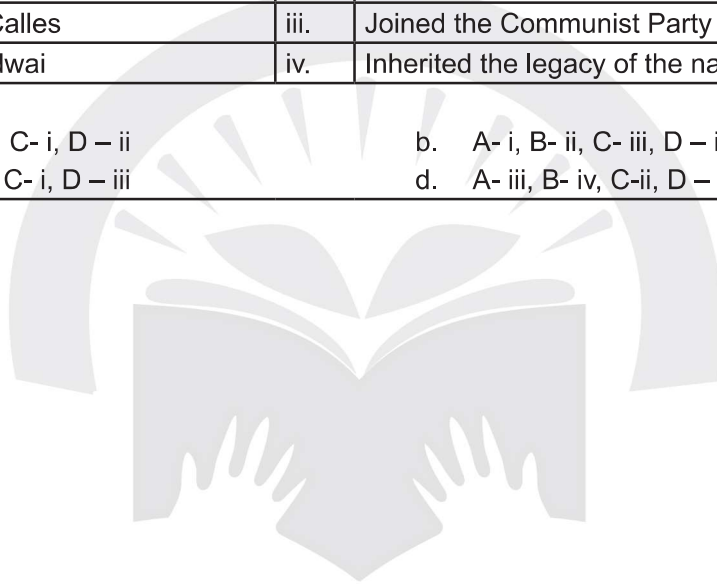 Calles iii. Joined the Communist Party
dwai iv. Inherited the legacy of the na
C- i, D – ii b. A- i, B- ii, C- iii, D – i
C- i, D – iii d. A- iii, B- iv, C-ii, D –